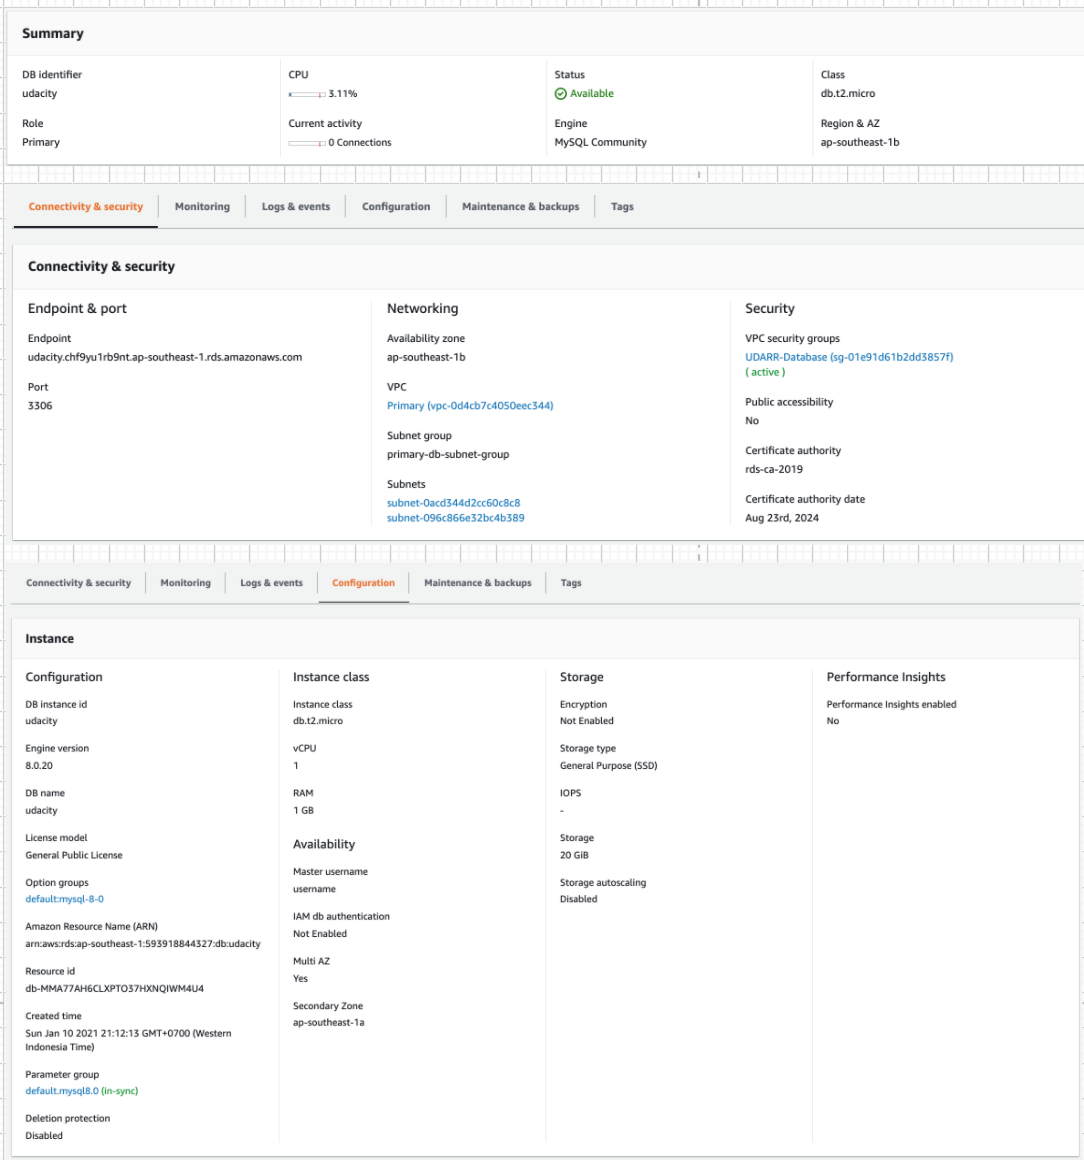 Summary
DB identifier
udacity
CPU
3.11%
Status
Available
Class
db.t2.micro
Role
Primary
Current activity
0 Connections
Engine
MySQL Community
Region & AZ
ap-southeast-1b
Connectivity & security
Monitoring
Logs & events
Configuration
Maintenance & backups
Tags
Connectivity & security
Endpoint & port
Endpoint
udacity.chf9yu1rb9nt.ap-southeast-1.rds.amazonaws.com
Port
3306
Networking
Availability zone
ap-southeast-1b
VPC
Primary (vpc-0d4cb7c4050eec344)
Subnet group
primary-db-subnet-group
Subnets
subnet-0acd344d2cc60c8c8
subnet-096c866e32bc4b389
Security
VPC security groups
UDARR-Database (sg-01e91d61b2dd3857f)
( active )
Public accessibility
No
Certificate authority
rds-ca-2019
Certificate authority date
Aug 23rd, 2024
Connectivity & security
Monitoring
Logs & events
Configuration
Maintenance & backups
Tags
Instance
Configuration
DB instance id
udacity
Engine version
8.0.20
DB name
udacity
License model
General Public License
Option groups
default:mysql-8-0
Amazon Resource Name (ARN)
arn:aws:rds:ap-southeast-1:593918844327:db:udacity
Resource id
db-MMA77AH6CLXPTO37HXNQIWM4U4
Created time
Sun Jan 10 2021 21:12:13 GMT+0700 (Western
Indonesia Time)
Parameter group
default.mysql8.0 (in-sync)
Deletion protection
Disabled
Instance class
Instance class
db.t2.micro
vCPU
1
RAM
1 GB
Availability
Master username
username
IAM db authentication
Not Enabled
Multi AZ
Yes
Secondary Zone
ap-southeast-1a
Storage
Encryption
Not Enabled
Storage type
General Purpose (SSD)
IOPS
-
Storage
20 GiB
Storage autoscaling
Disabled
Performance Insights
Performance Insights enabled
No